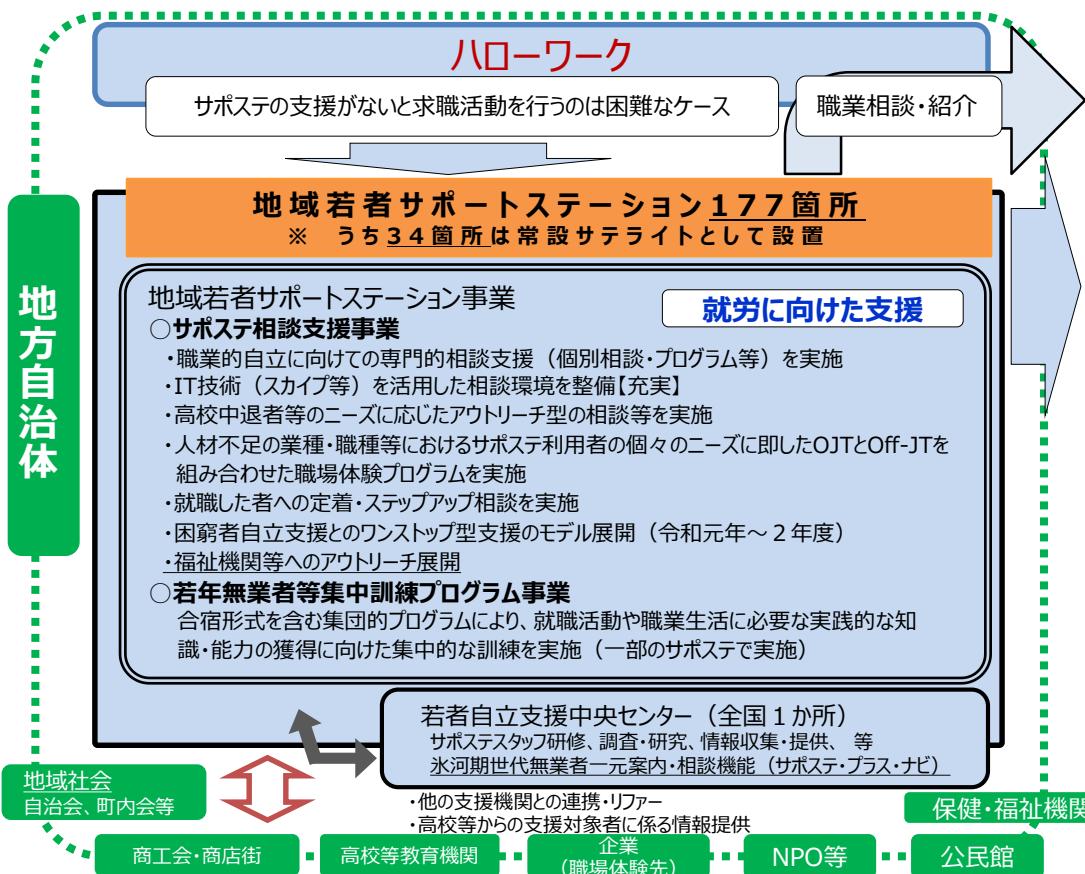 ハローワーク
サポステの支援がないと求職活動を行うのは困難なケース
職業相談・紹介
地域若者サポートステーション177箇所
※ うち34箇所は常設サテライトとして設置
地方自治体
地域若者サポートステーション事業
就労に向けた支援
○サポステ相談支援事業
・職業的自立に向けての専門的相談支援（個別相談・プログラム等）を実施
・IT技術（スカイプ等）を活用した相談環境を整備【充実】
・高校中退者等のニーズに応じたアウトリーチ型の相談等を実施
・人材不足の業種・職種等におけるサポステ利用者の個々のニーズに即したOJTとOff-JTを
組み合わせた職場体験プログラムを実施
・就職した者への定着・ステップアップ相談を実施
・困窮者自立支援とのワンストップ型支援のモデル展開（令和元年～２年度）
・福祉機関等へのアウトリーチ展開
○若年無業者等集中訓練プログラム事業
合宿形式を含む集団的プログラムにより、就職活動や職業生活に必要な実践的な知
識・能力の獲得に向けた集中的な訓練を実施（一部のサポステで実施）
若者自立支援中央センター（全国１か所）
サポステスタッフ研修、調査・研究、情報収集・提供、 等
氷河期世代無業者一元案内・相談機能（サポステ・プラス・ナビ）
地域社会
自治会、町内会等
・他の支援機関との連携・リファー
・高校等からの支援対象者に係る情報提供
保健・福祉機関
商工会・商店街
高校等教育機関
企業
（職場体験先）
NPO等
公民館